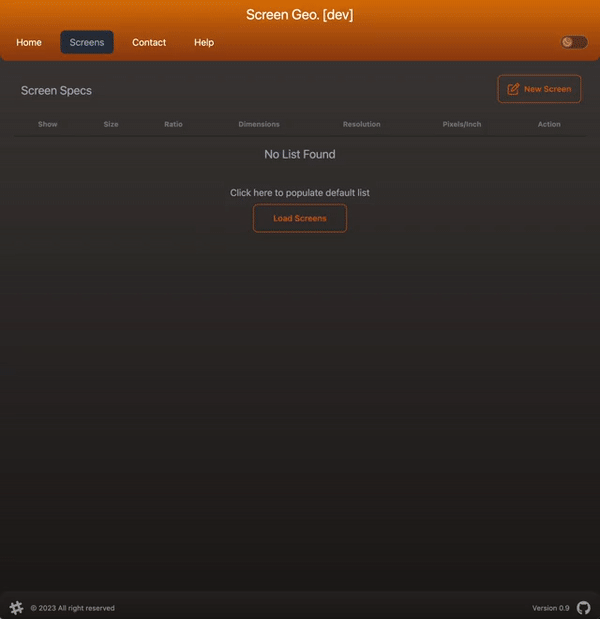 Screen Geo. [dev]
Home Screens Contact Help
Screen Specs
New Screen
Show Size Ratio Dimensions Resolution Pixels/Inch Action
No List Found
Click here to populate default list
Load Screens
© 2023 All right reserved
Version 0.9